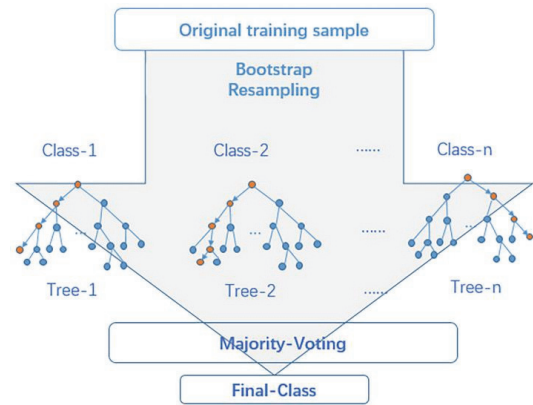 Original training sample
Bootstrap
Resampling
Class-1 Class-2 ...... Class-n
... ... ...... ...
Tree-1 Tree-2 ...... Tree-n
Majority-Voting
Final-Class